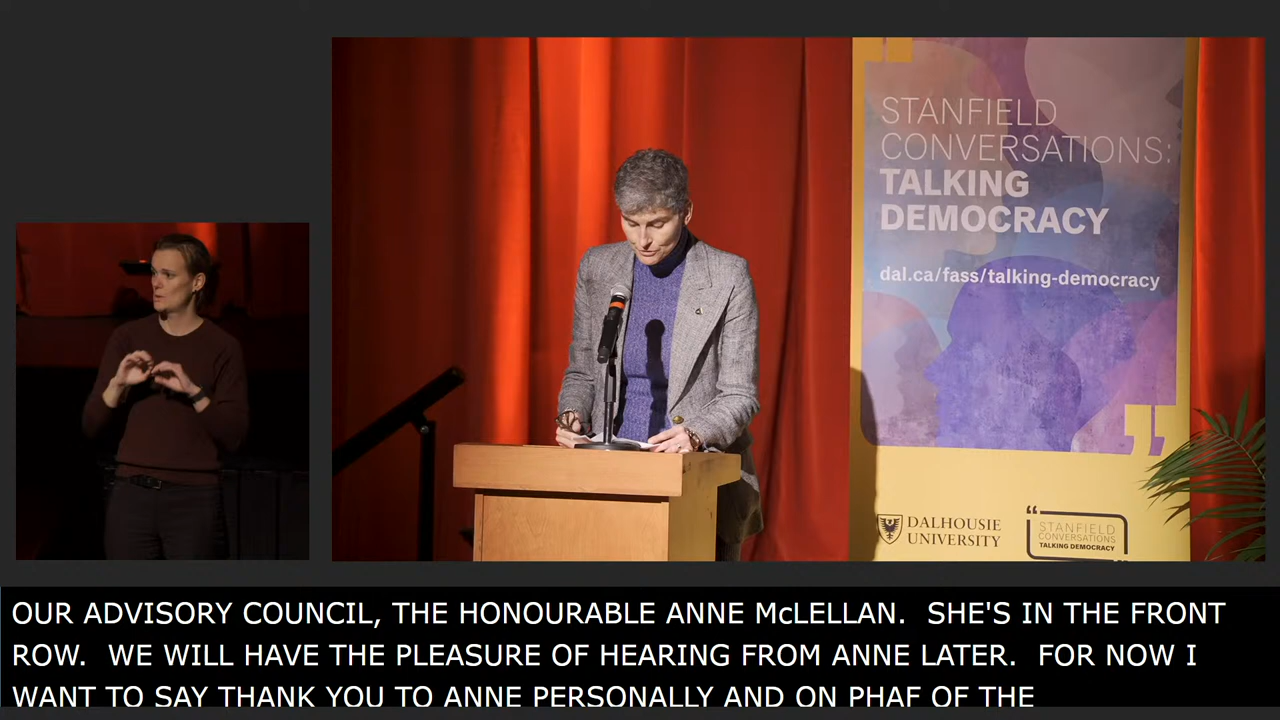 STANFIELD
CONVERSATIONS:
TALKING
DEMOCRACY
dal.ca/fass/talking-democracy
DALHOUSIE
UNIVERSITY
STANFIELD
CONVERSATIONS
TALKING DEMOCRACY
OUR ADVISORY COUNCIL, THE HONOURABLE ANNE McLELLAN.  SHE'S IN THE FRONT
ROW.  WE WILL HAVE THE PLEASURE OF HEARING FROM ANNE LATER.  FOR NOW I
WANT TO SAY THANK YOU TO ANNE PERSONALLY AND ON PHAF OF THE